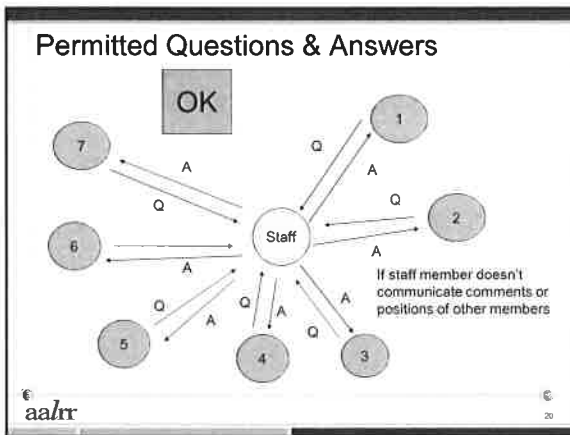 Permitted Questions & Answers
OK
1
Q
A
7
A
Q
2
Q
A
Staff
6
A
If staff member doesn't
communicate comments or
positions of other members
5
Q
A
4
Q
A
3
A
Q
aalrr
20